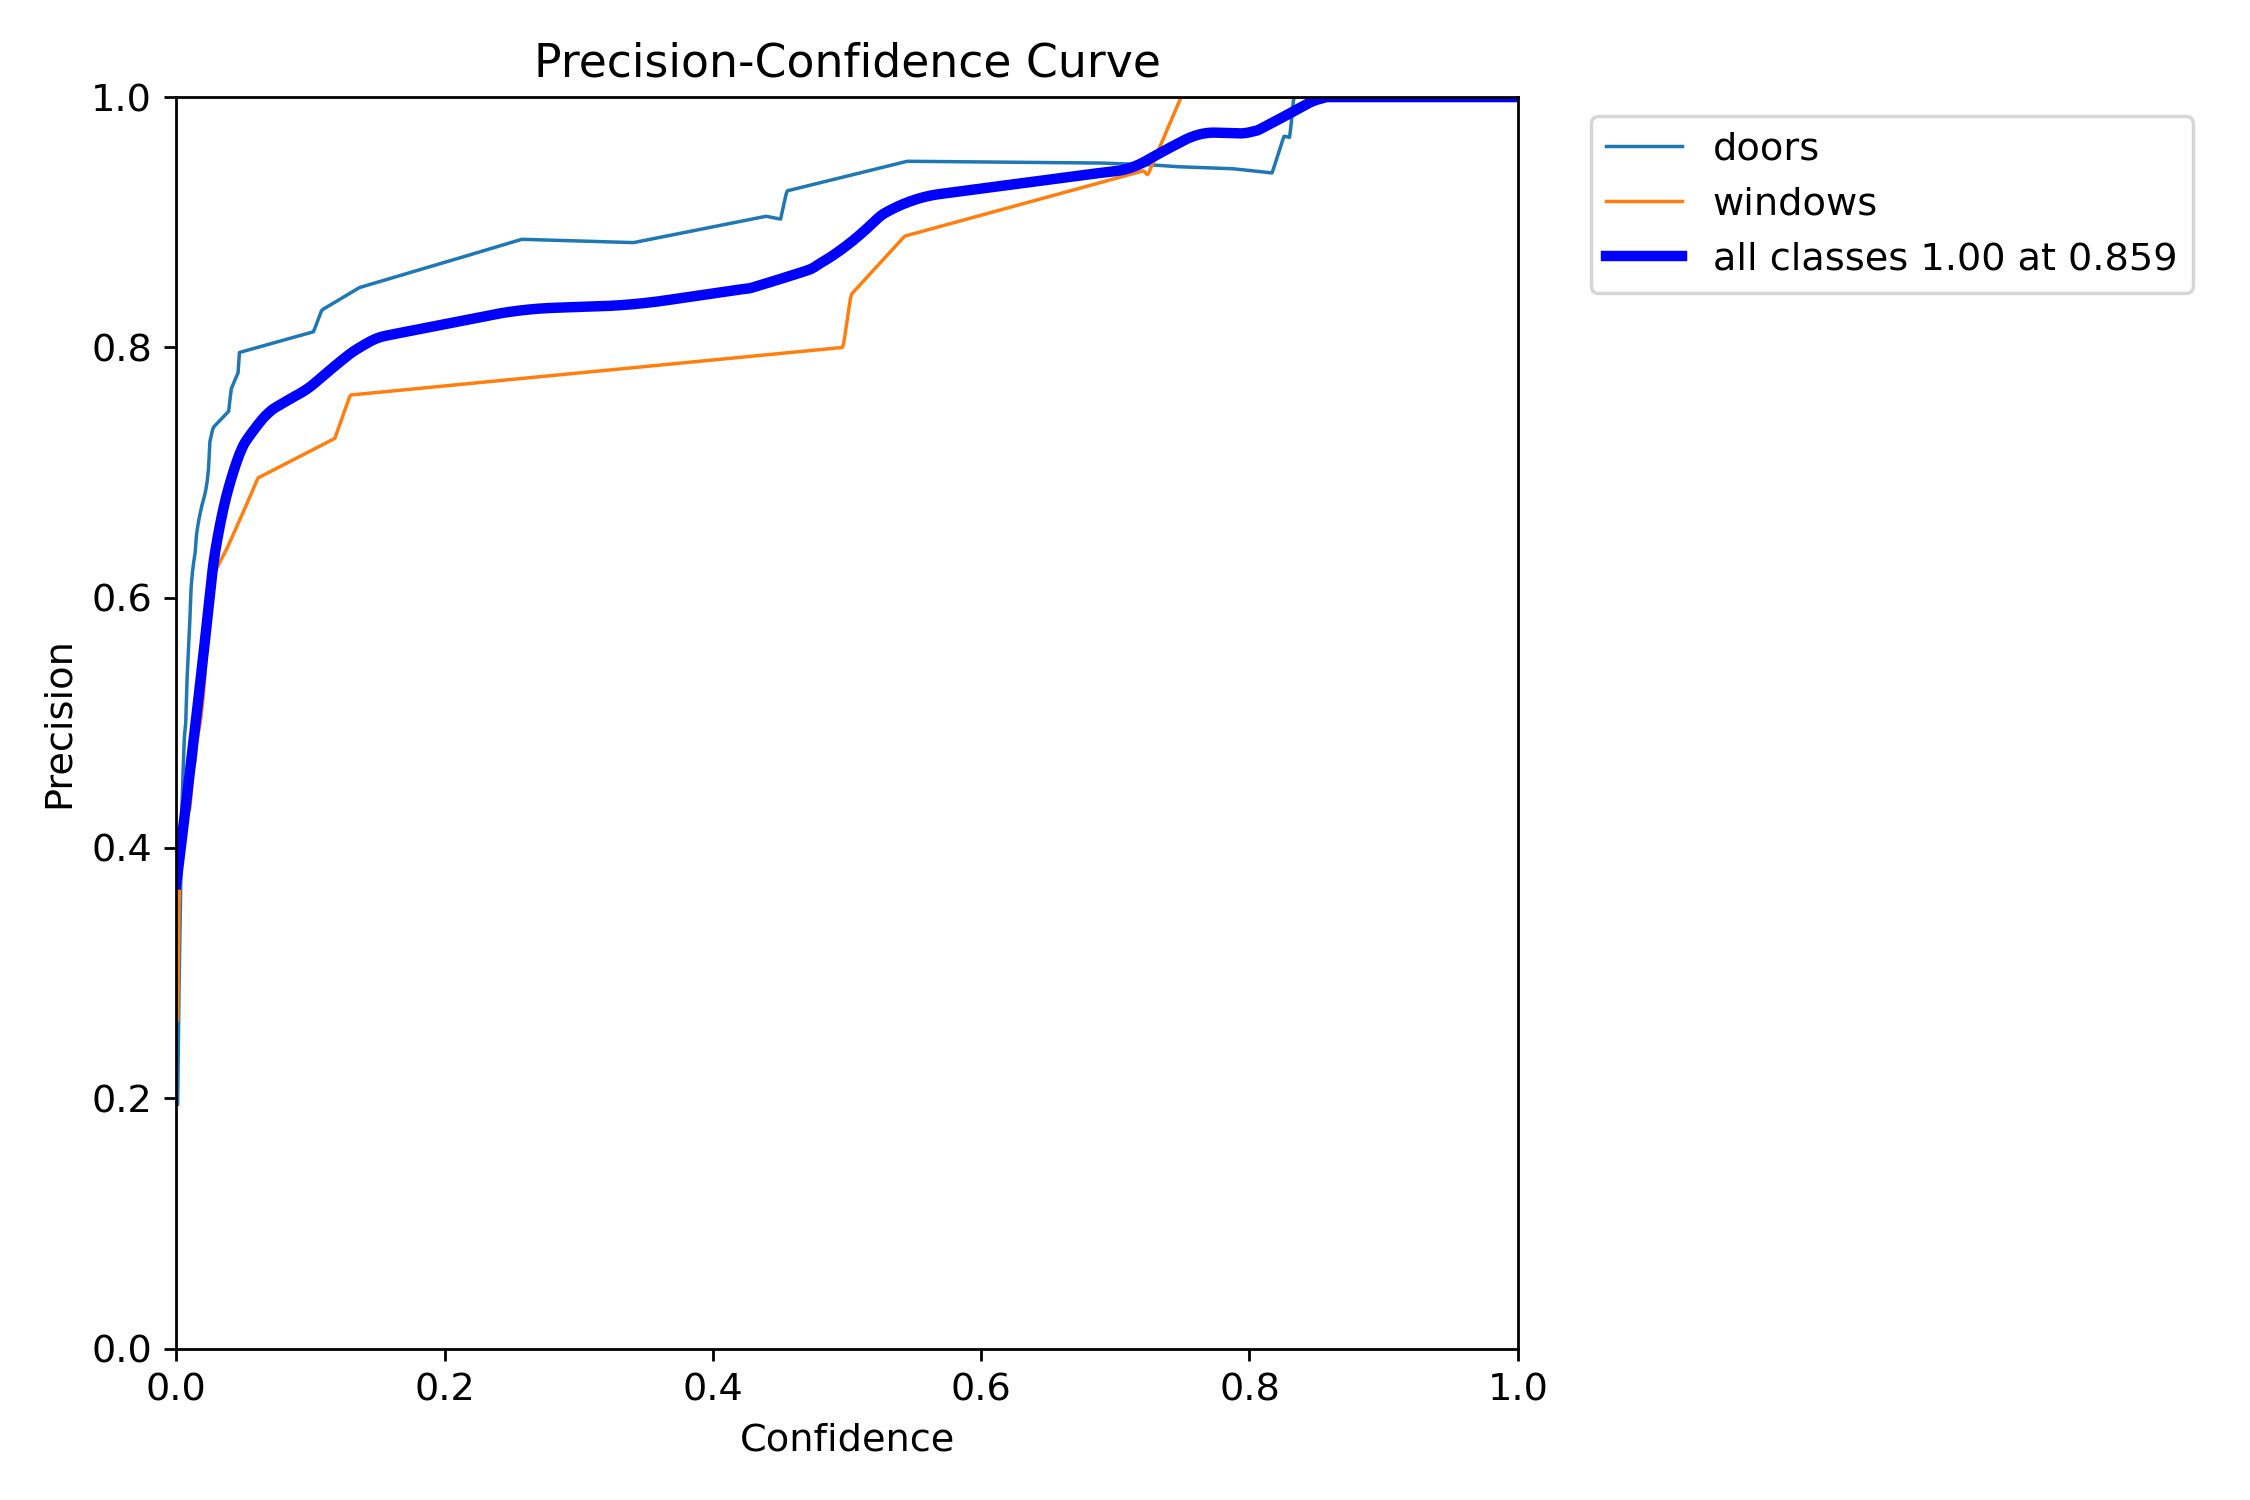 Precision-Confidence Curve
1.0
0.8
0.6
0.4
0.2
0.0
Precision
0.0 0.2 0.4 0.6 0.8 1.0
Confidence
doors
windows
all classes 1.00 at 0.859